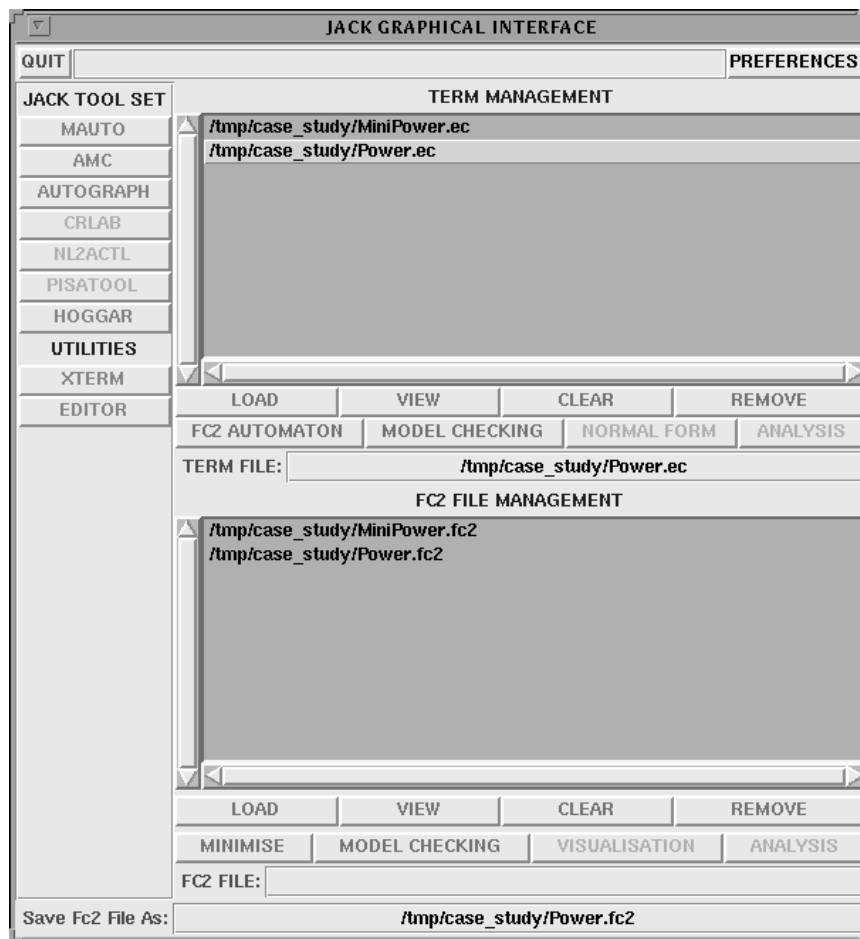 JACK GRAPHICAL INTERFACE
QUIT PREFERENCES
JACK TOOL SET
MAUTO
AMC
AUTOGRAPH
CRLAB
NL2ACTL
PISATOOL
HOGGAR
UTILITIES
XTERM
EDITOR
TERM MANAGEMENT
/tmp/case_study/MiniPower.ec
/tmp/case_study/Power.ec
LOAD VIEW CLEAR REMOVE
FC2 AUTOMATON MODEL CHECKING NORMAL FORM ANALYSIS
TERM FILE: /tmp/case_study/Power.ec
FC2 FILE MANAGEMENT
/tmp/case_study/MiniPower.fc2
/tmp/case_study/Power.fc2
LOAD VIEW CLEAR REMOVE
MINIMISE MODEL CHECKING VISUALISATION ANALYSIS
FC2 FILE:
Save Fc2 File As: /tmp/case_study/Power.fc2